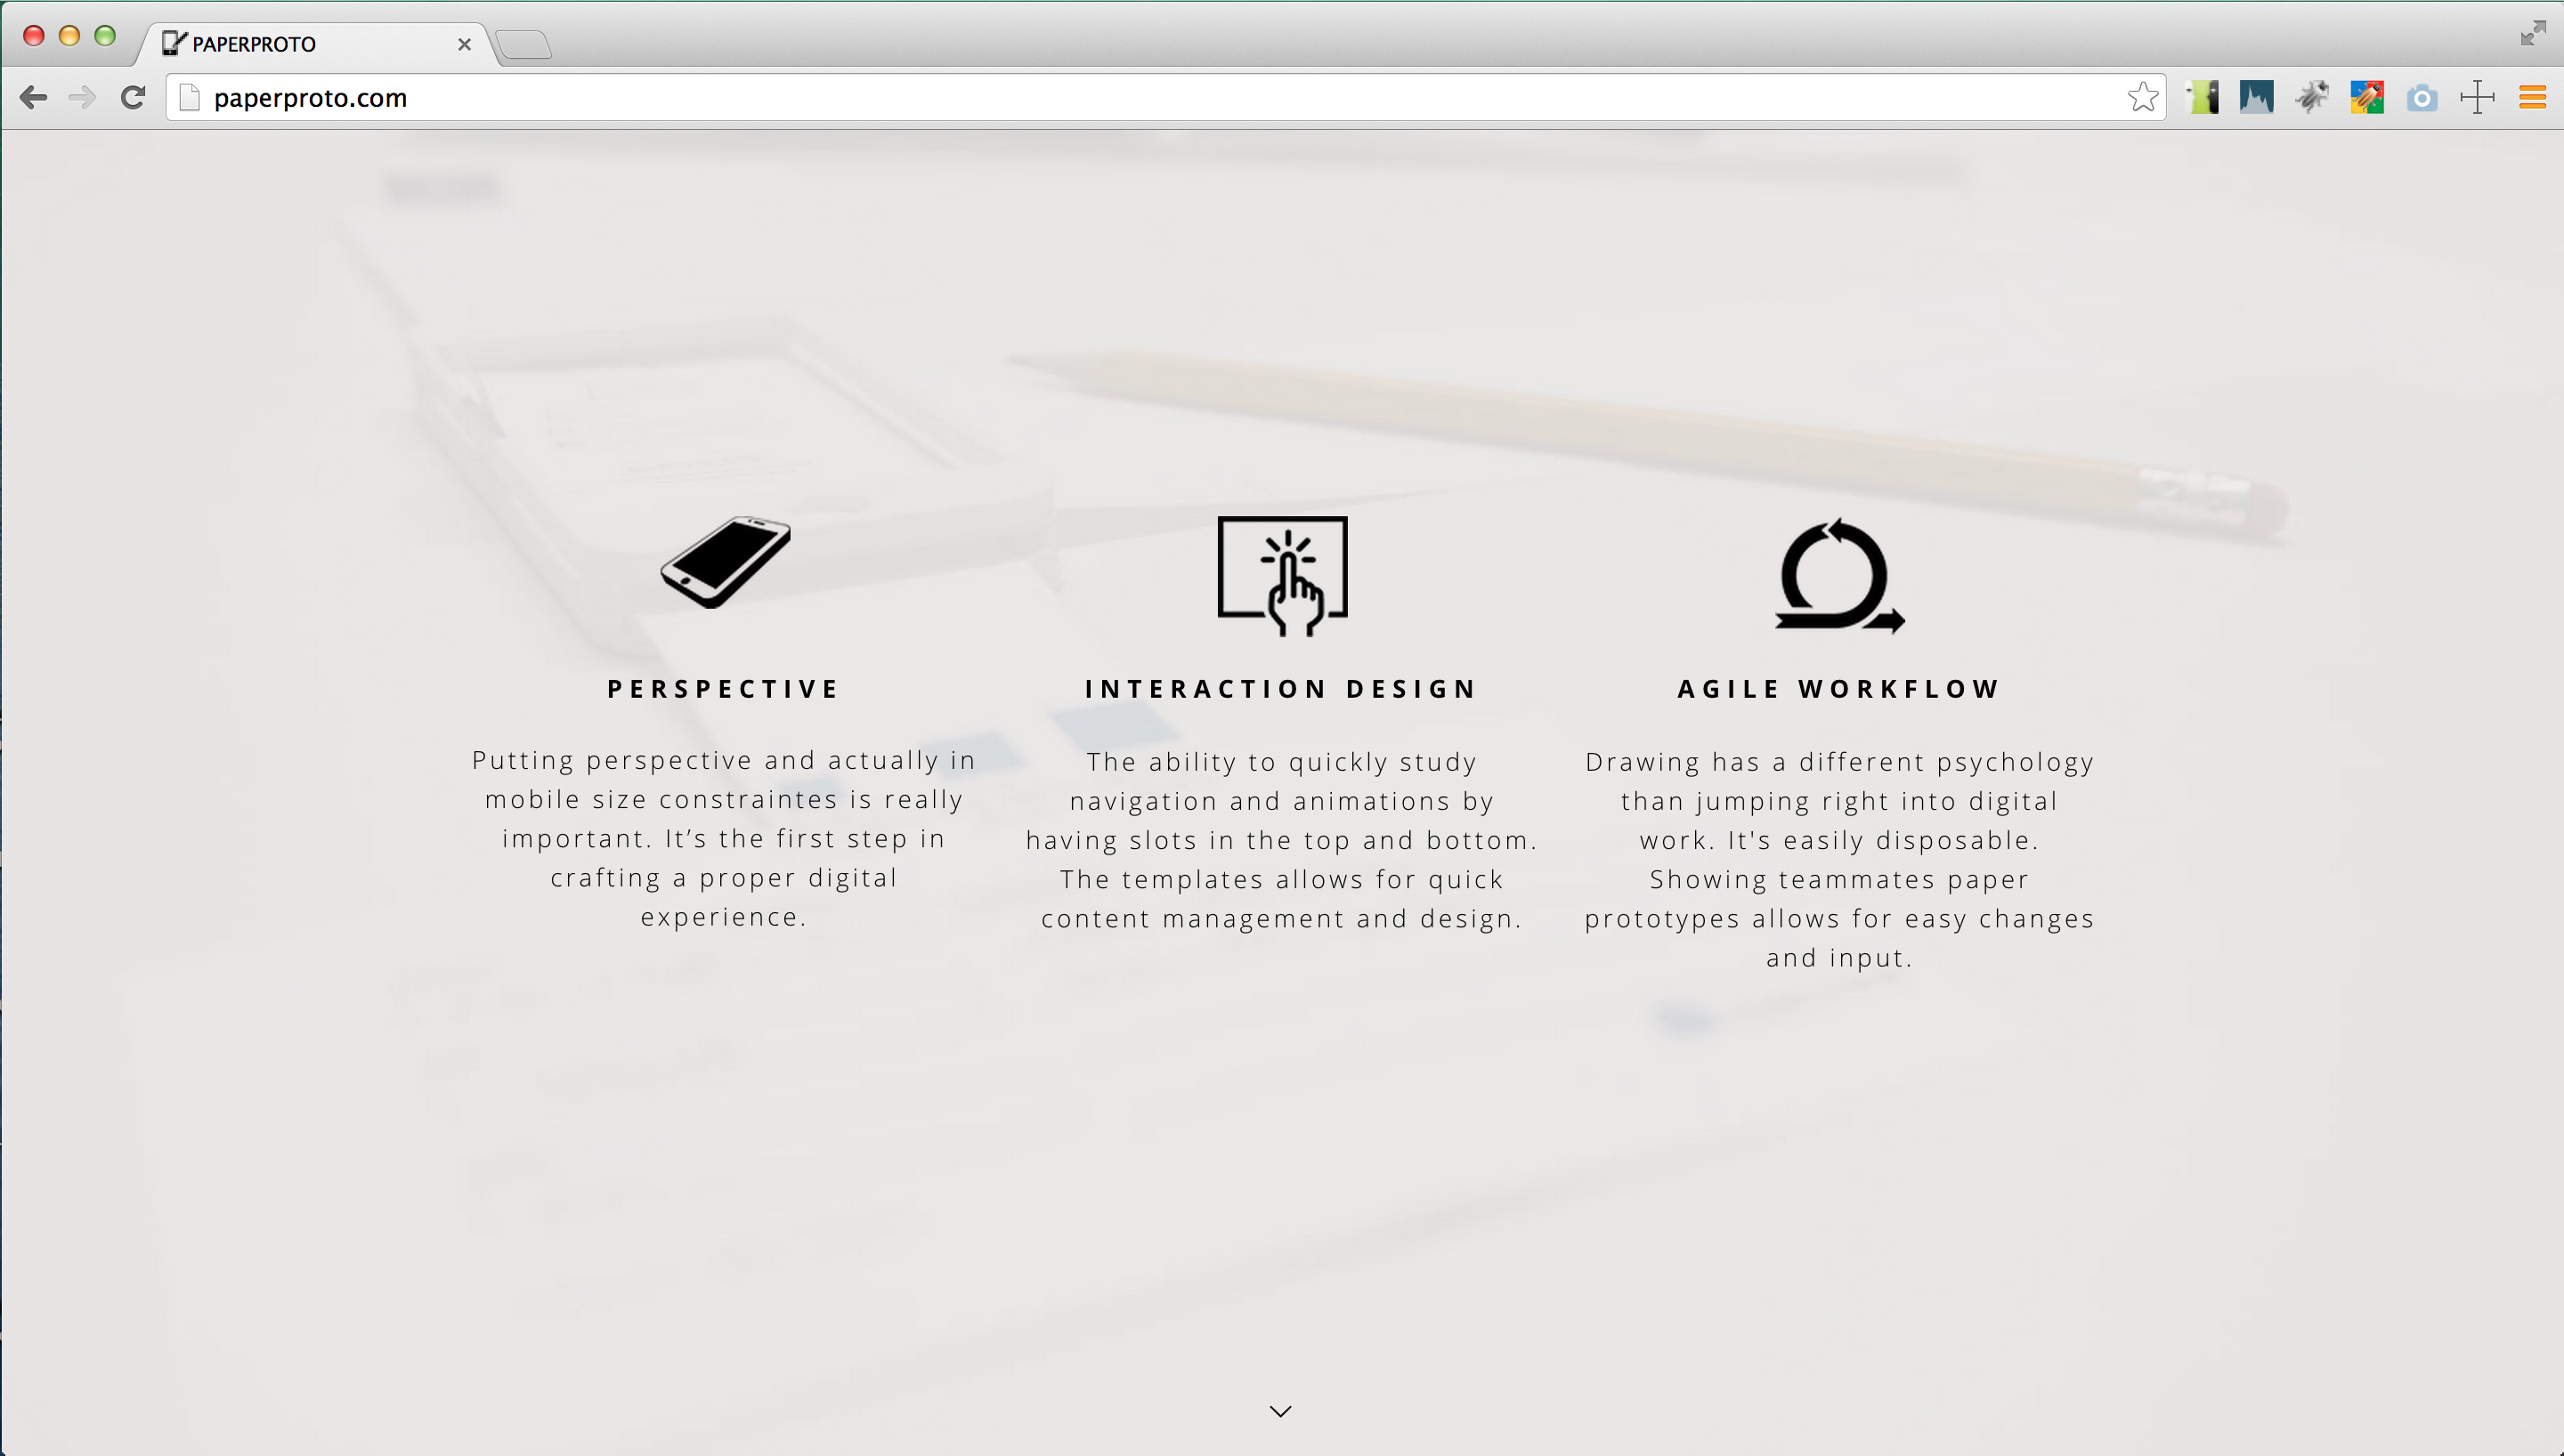 PAPERPROTO
paperproto.com
PERSPECTIVE
Putting perspective and actually in
mobile size constraintes is really
important. It’s the first step in
crafting a proper digital
experience.
INTERACTION DESIGN
The ability to quickly study
navigation and animations by
having slots in the top and bottom.
The templates allows for quick
content management and design.
AGILE WORKFLOW
Drawing has a different psychology
than jumping right into digital
work. It's easily disposable.
Showing teammates paper
prototypes allows for easy changes
and input.